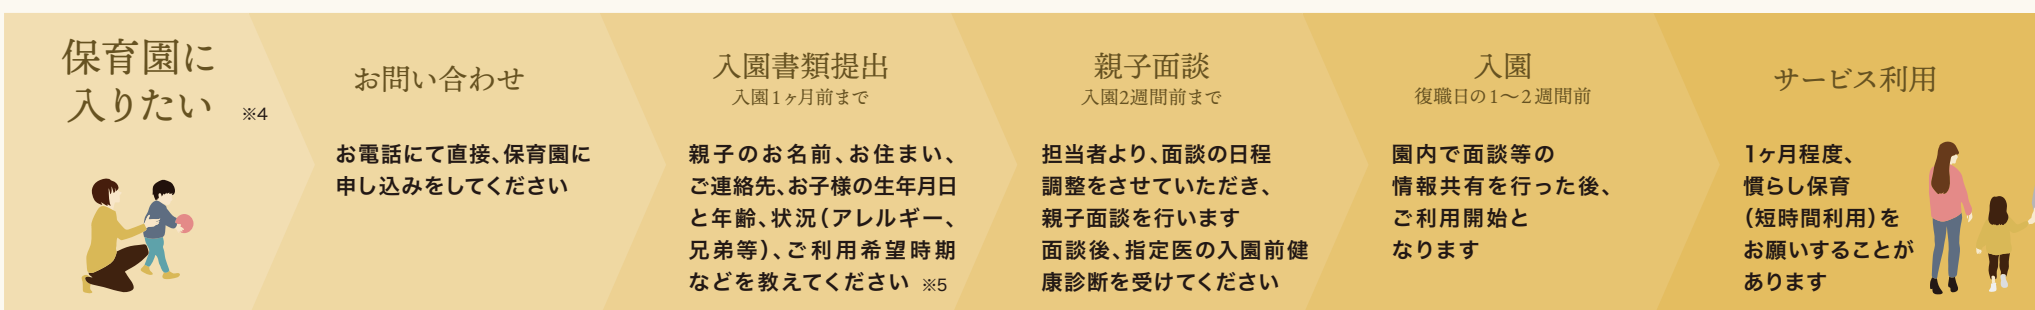 保育園に
入りたい ※4
お問い合わせ
お電話にて直接、保育園に
申し込みをしてください
入園書類提出
入園1ヶ月前まで
親子のお名前、お住まい、
ご連絡先、お子様の生年月日
と年齢、状況（アレルギー、
兄弟等）、ご利用希望時期
などを教えてください ※5
親子面談
入園2週間前まで
担当者より、面談の日程
調整をさせていただき、
親子面談を行います
面談後、指定医の入園前健
康診断を受けてください
入園
復職日の1〜2週間前
園内で面談等の
情報共有を行った後、
ご利用開始と
なります
サービス利用
1ヶ月程度、
慣らし保育
（短時間利用）を
お願いすることが
あります